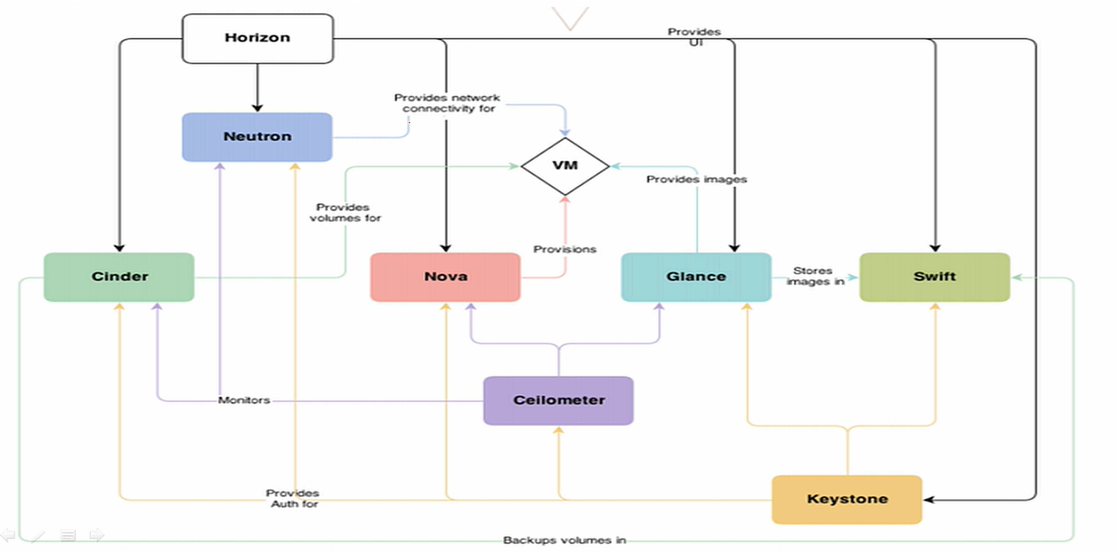 Horizon
Provides
UI
Provides network
connectivity for
Neutron
VM
Provides images
Provides
volumes for
Provisions
Cinder
Nova
Glance
Stores
images in
Swift
Ceilometer
Monitors
Provides
Auth for
Keystone
Backups volumes in